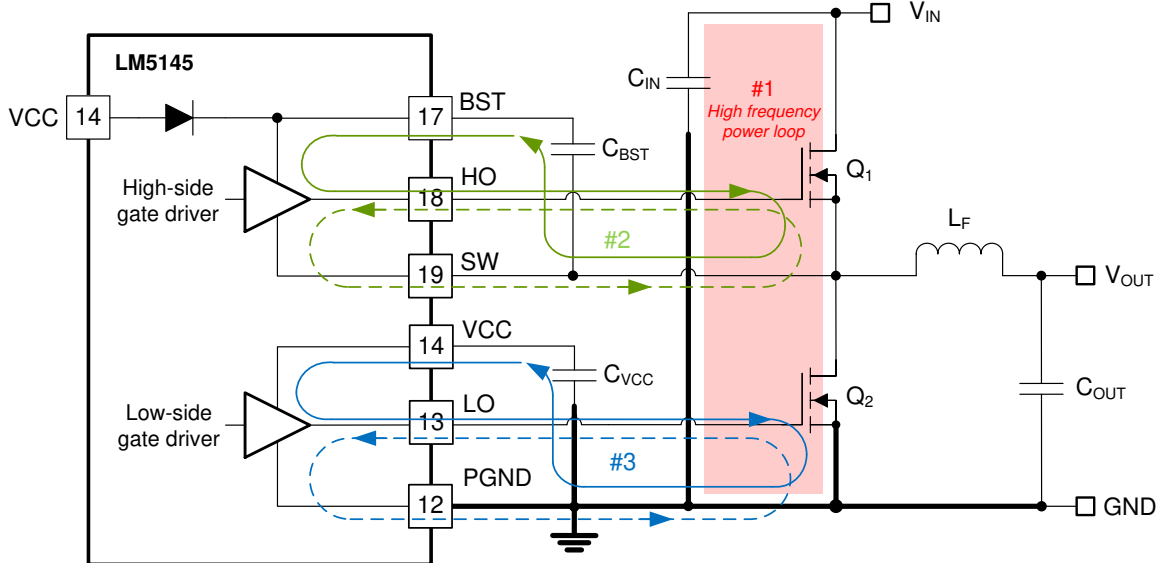 LM5145
VCC
14
17
BST
High-side
gate driver
18
HO
19
SW
#2
C_BST
C_IN
#1
High frequency
power loop
V_IN
Q_1
L_F
V_OUT
VCC
14
Low-side
gate driver
13
LO
12
PGND
#3
C_VCC
Q_2
C_OUT
GND